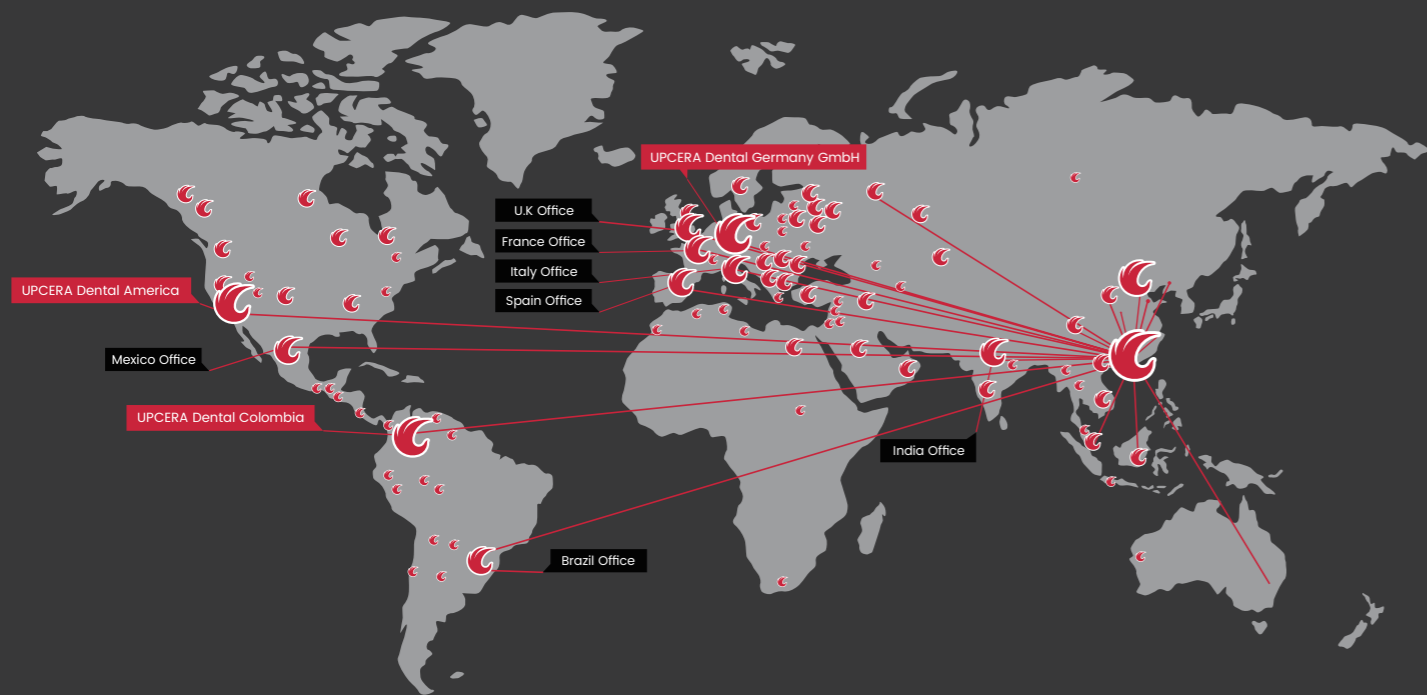 UPCERA Dental Germany GmbH
U.K Office
France Office
Italy Office
Spain Office
UPCERA Dental America
Mexico Office
UPCERA Dental Colombia
India Office
Brazil Office